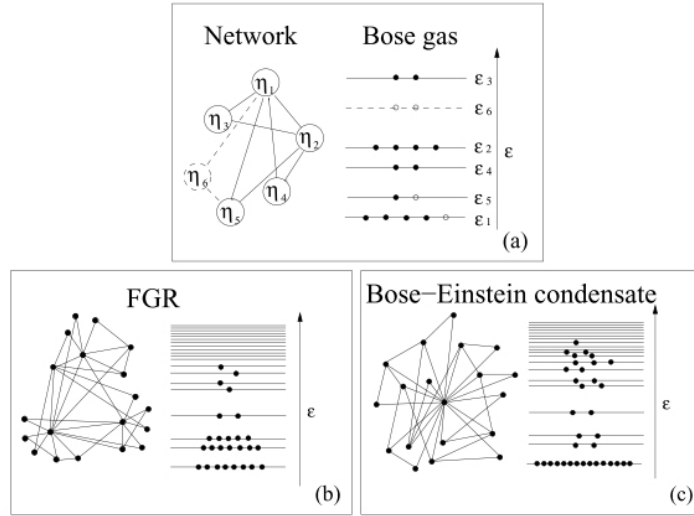 Network
Bose gas
η1
η3
η2
η6
η4
η5
ε3
ε6
ε2
ε
ε4
ε5
ε1
(a)
FGR
ε
(b)
Bose−Einstein condensate
ε
(c)